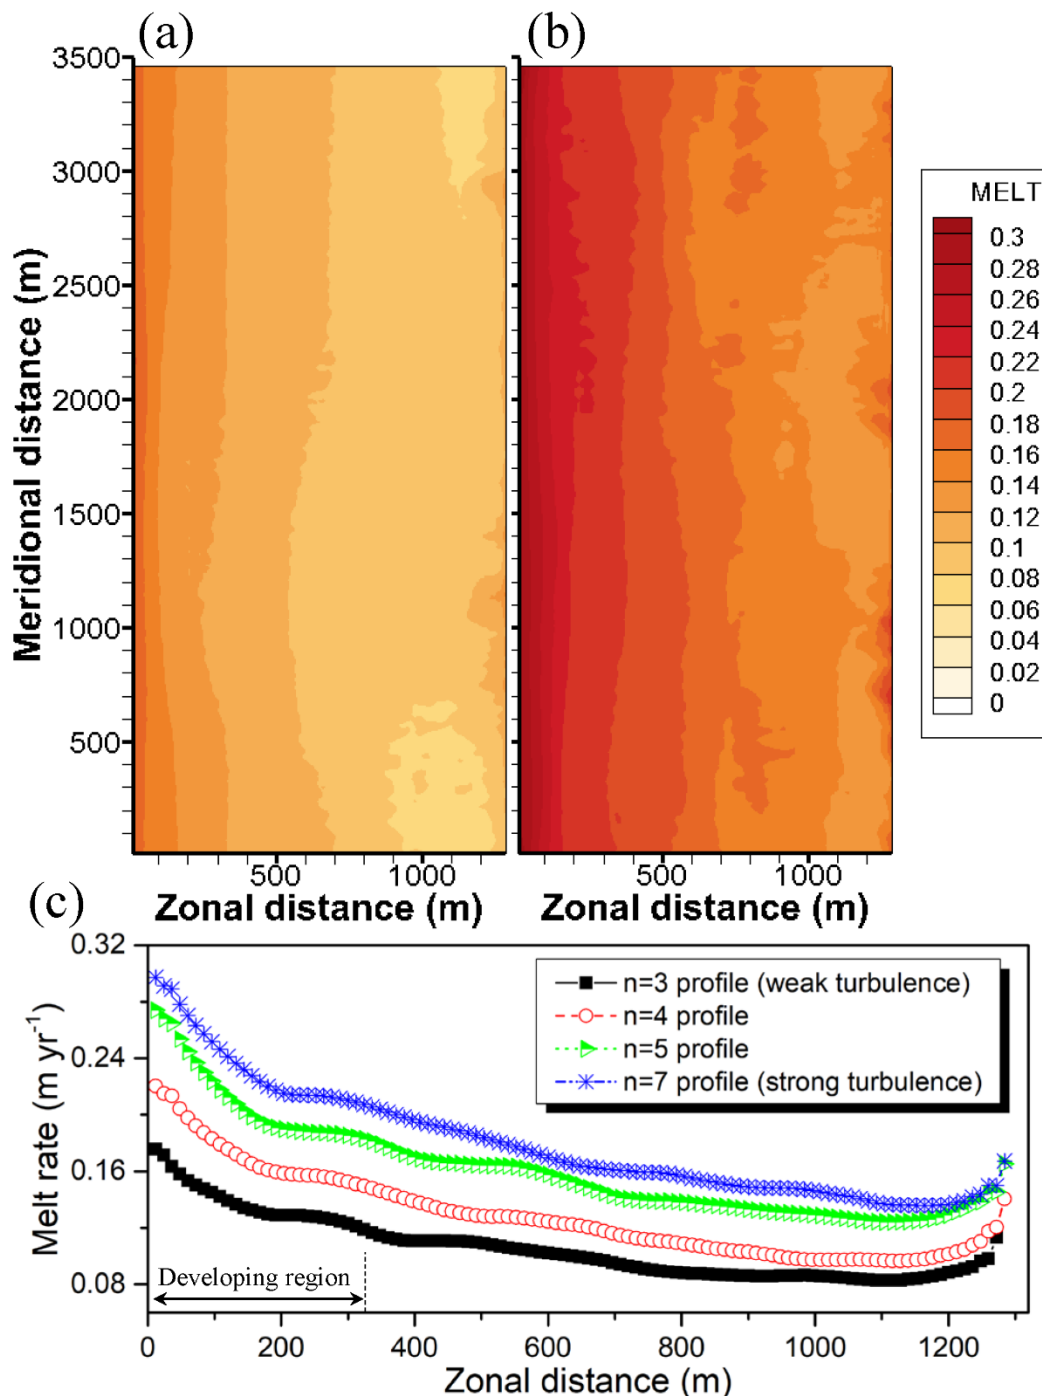 (a)
(b)
3500
3000
2500
2000
1500
1000
500
Meridional distance (m)
500
1000
500
1000
Zonal distance (m)
Zonal distance (m)
MELT
0.3
0.28
0.26
0.24
0.22
0.2
0.18
0.16
0.14
0.12
0.1
0.08
0.06
0.04
0.02
0
(c)
0.32
0.24
0.16
0.08
Melt rate (m yr⁻¹)
n=3 profile (weak turbulence)
n=4 profile
n=5 profile
n=7 profile (strong turbulence)
Developing region
0
200
400
600
800
1000
1200
Zonal distance (m)